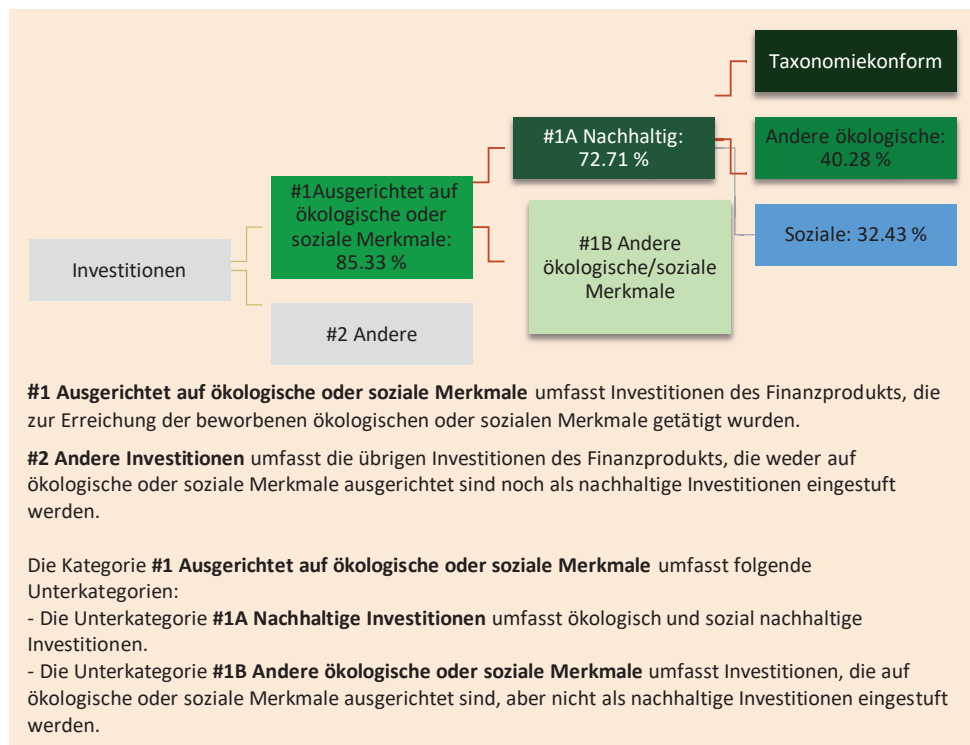 Taxonomiekonform
#1A Nachhaltig:
72.71 %
Andere ökologische:
40.28 %
#1Ausgerichtet auf
ökologische oder
soziale Merkmale:
85.33 %
#1B Andere
ökologische/soziale
Merkmale
Soziale: 32.43 %
Investitionen
#2 Andere
#1 Ausgerichtet auf ökologische oder soziale Merkmale umfasst Investitionen des Finanzprodukts, die
zur Erreichung der beworbenen ökologischen oder sozialen Merkmale getätigt wurden.
#2 Andere Investitionen umfasst die übrigen Investitionen des Finanzprodukts, die weder auf
ökologische oder soziale Merkmale ausgerichtet sind noch als nachhaltige Investitionen eingestuft
werden.
Die Kategorie #1 Ausgerichtet auf ökologische oder soziale Merkmale umfasst folgende
Unterkategorien:
- Die Unterkategorie #1A Nachhaltige Investitionen umfasst ökologisch und sozial nachhaltige
Investitionen.
- Die Unterkategorie #1B Andere ökologische oder soziale Merkmale umfasst Investitionen, die auf
ökologische oder soziale Merkmale ausgerichtet sind, aber nicht als nachhaltige Investitionen eingestuft
werden.